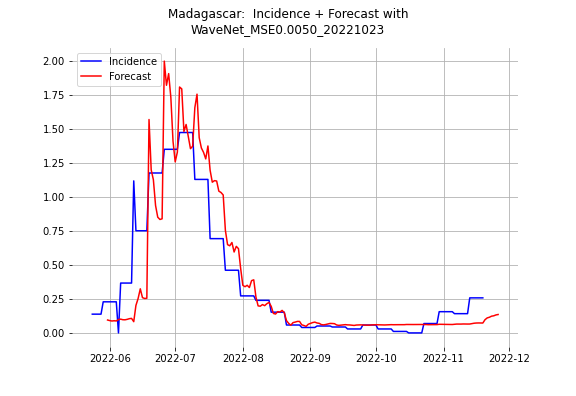 Madagascar:  Incidence + Forecast with
WaveNet_MSE0.0050_20221023
Incidence
Forecast
2.00
1.75
1.50
1.25
1.00
0.75
0.50
0.25
0.00
2022-06 2022-07 2022-08 2022-09 2022-10 2022-11 2022-12